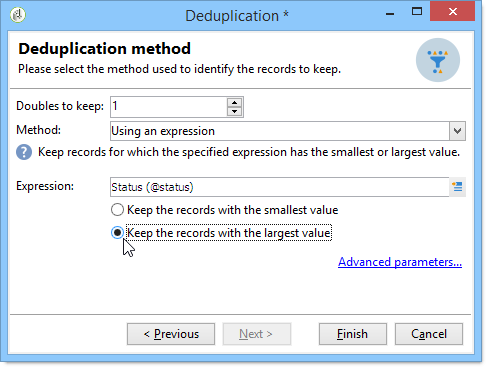 Deduplication *
Deduplication method
Please select the method used to identify the records to keep.
Doubles to keep: 1
Method: Using an expression
? Keep records for which the specified expression has the smallest or largest value.
Expression: Status (@status)
Keep the records with the smallest value
Keep the records with the largest value
Advanced parameters...
< Previous Next > Finish Cancel